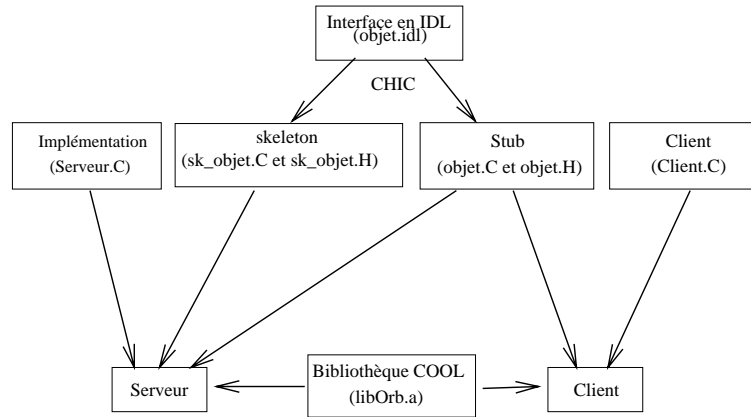 Interface en IDL
(objet.idl)
CHIC
Implémentation
(Serveur.C)
skeleton
(sk_objet.C et sk_objet.H)
Stub
(objet.C et objet.H)
Client
(Client.C)
Serveur
Bibliothèque COOL
(libOrb.a)
Client